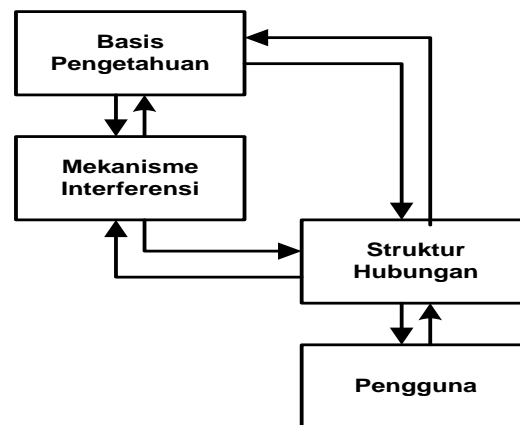 Basis
Pengetahuan
Mekanisme
Interferensi
Struktur
Hubungan
Pengguna